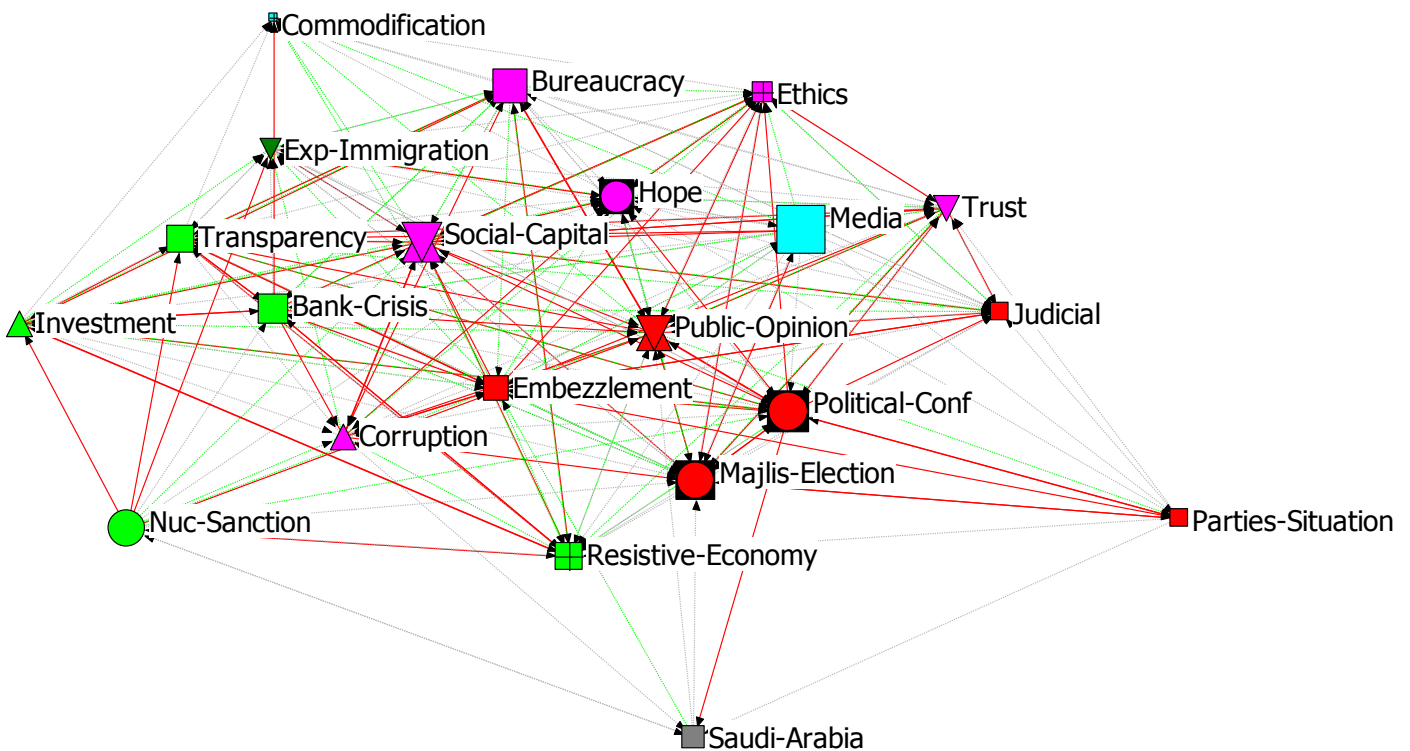 Commodification
Bureaucracy
Ethics
Exp-Immigration
Hope
Trust
Media
Transparency
Social-Capital
Bank-Crisis
Judicial
Investment
Public-Opinion
Embezzlement
Political-Conf
Corruption
Majlis-Election
Nuc-Sanction
Parties-Situation
Resistive-Economy
Saudi-Arabia